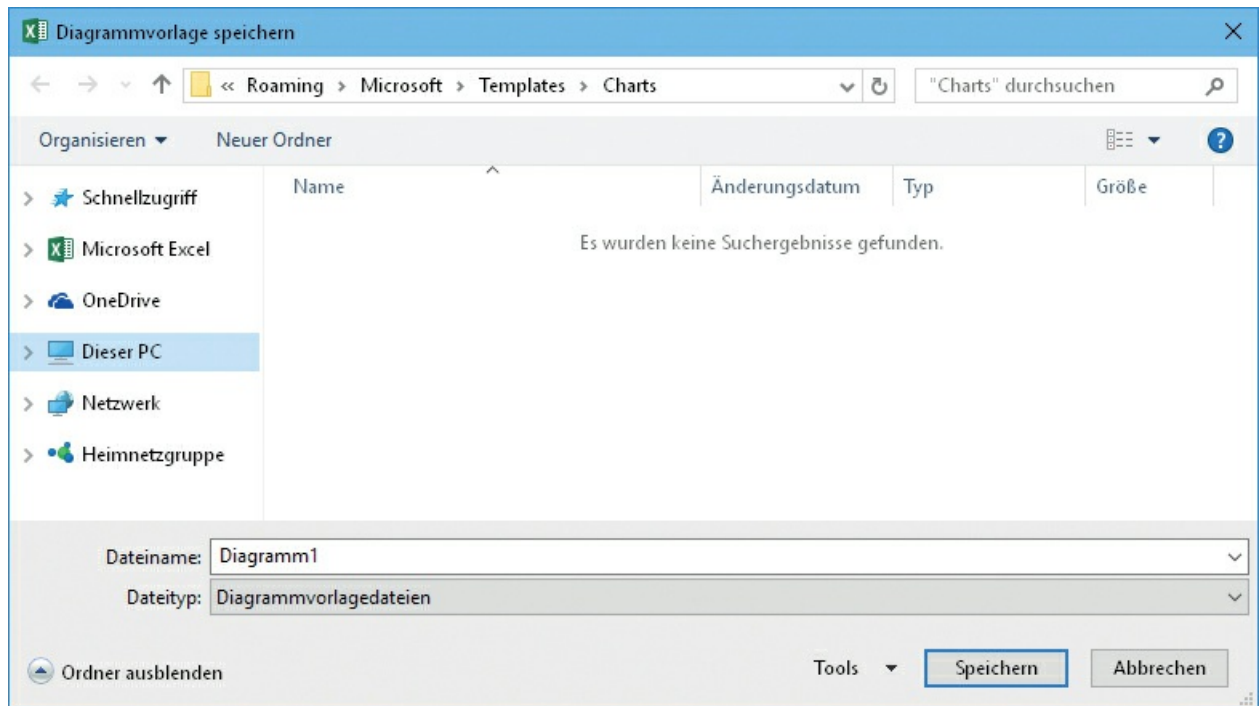 Diagrammvorlage speichern
« Roaming > Microsoft > Templates > Charts
"Charts" durchsuchen
Organisieren
Neuer Ordner
Name
Änderungsdatum
Typ
Größe
Es wurden keine Suchergebnisse gefunden.
Schnellzugriff
Microsoft Excel
OneDrive
Dieser PC
Netzwerk
Heimnetzgruppe
Dateiname: Diagramm1
Dateityp: Diagrammvorlagedateien
Ordner ausblenden
Tools
Speichern
Abbrechen